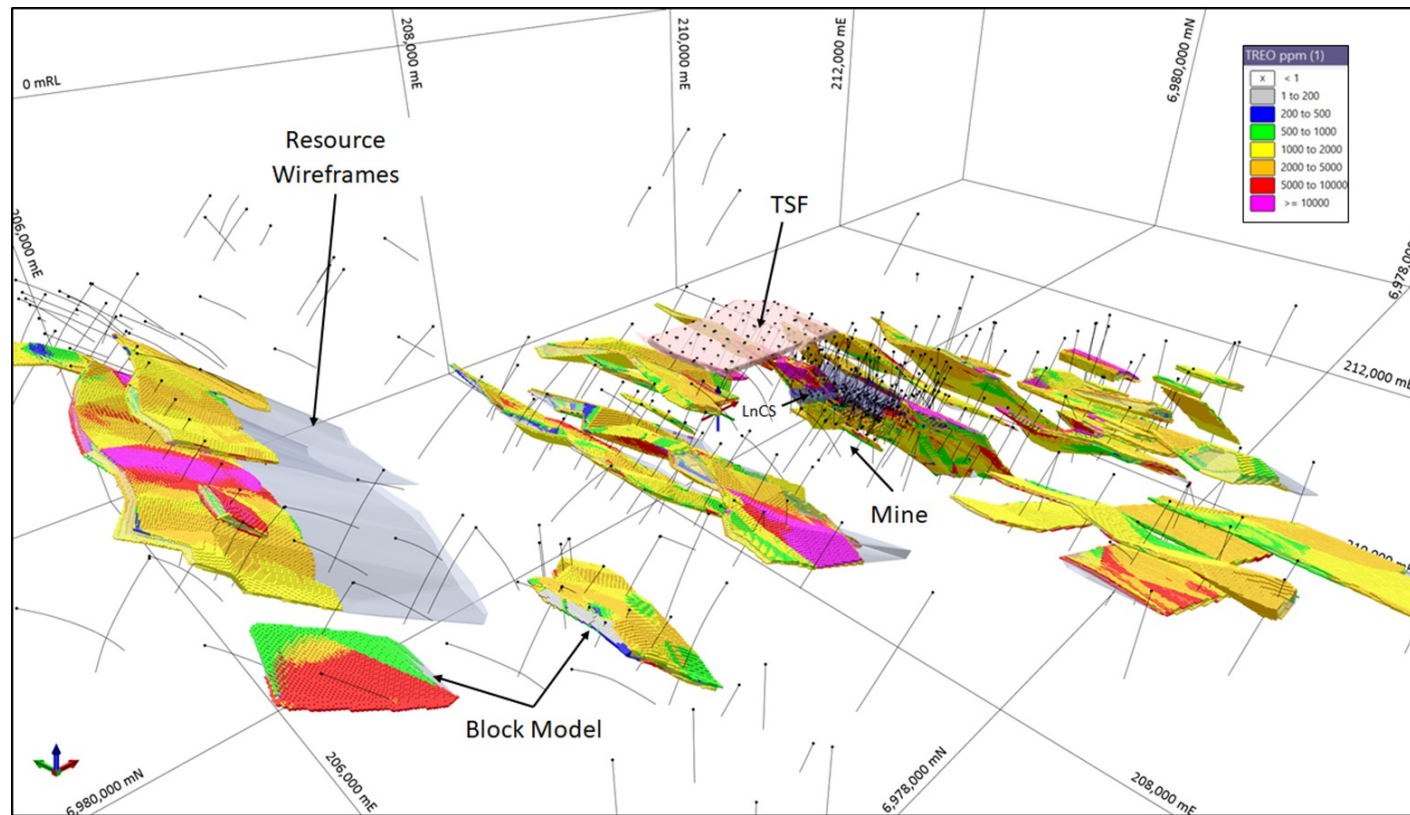 0 mRL
208,000 mE
210,000 mE
212,000 mE
6,980,000 mN
TREO ppm (1)
x < 1
1 to 200
200 to 500
500 to 1000
1000 to 2000
2000 to 5000
5000 to 10000
>= 10000
Resource
Wireframes
TSF
206,000 mE
6,978,000
212,000 mE
LnCS
Mine
210,000 mE
Block Model
6,980,000 mN
206,000 mE
6,978,000 mN
208,000 mE